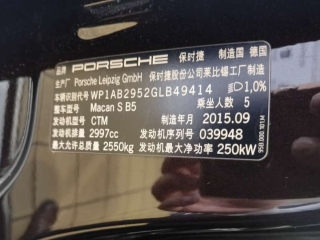 品牌 PORSCHE 保时捷 制造国 德国
生产厂 Porsche Leipzig GmbH 保时捷股份公司莱比锡工厂制造
车辆识别代号 WP1AB2952GLB49414 1,0%
车型 Macan S B5 乘坐人数 5
发动机型号 CTM 制造年月 2015.09
发动机排量 2997cc 发动机序列号 039948
最大允许总质量 2550kg 发动机最大净功率 250kW